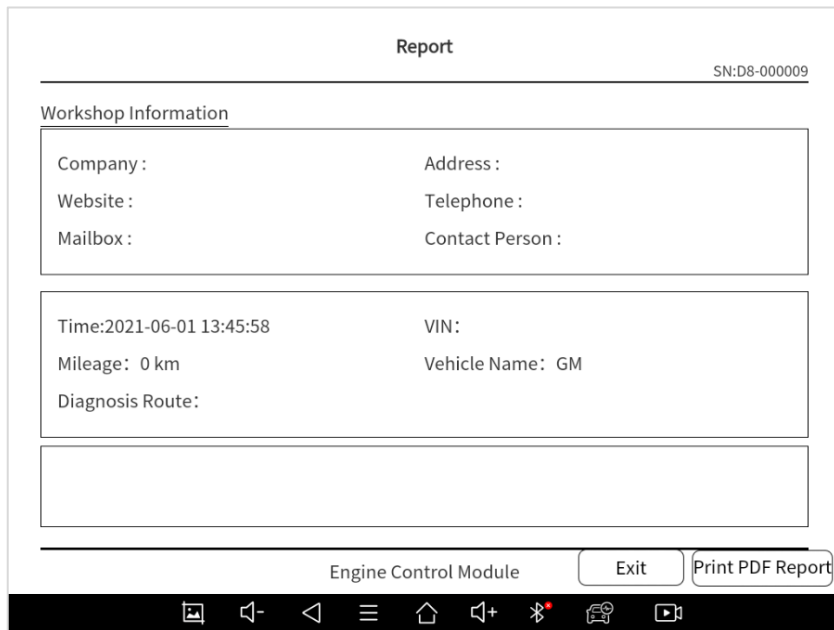 Report
SN:D8-000009
Workshop Information
Company : Address :
Website : Telephone :
Mailbox : Contact Person :
Time:2021-06-01 13:45:58 VIN：
Mileage：0 km Vehicle Name：GM
Diagnosis Route：
Engine Control Module Exit Print PDF Report